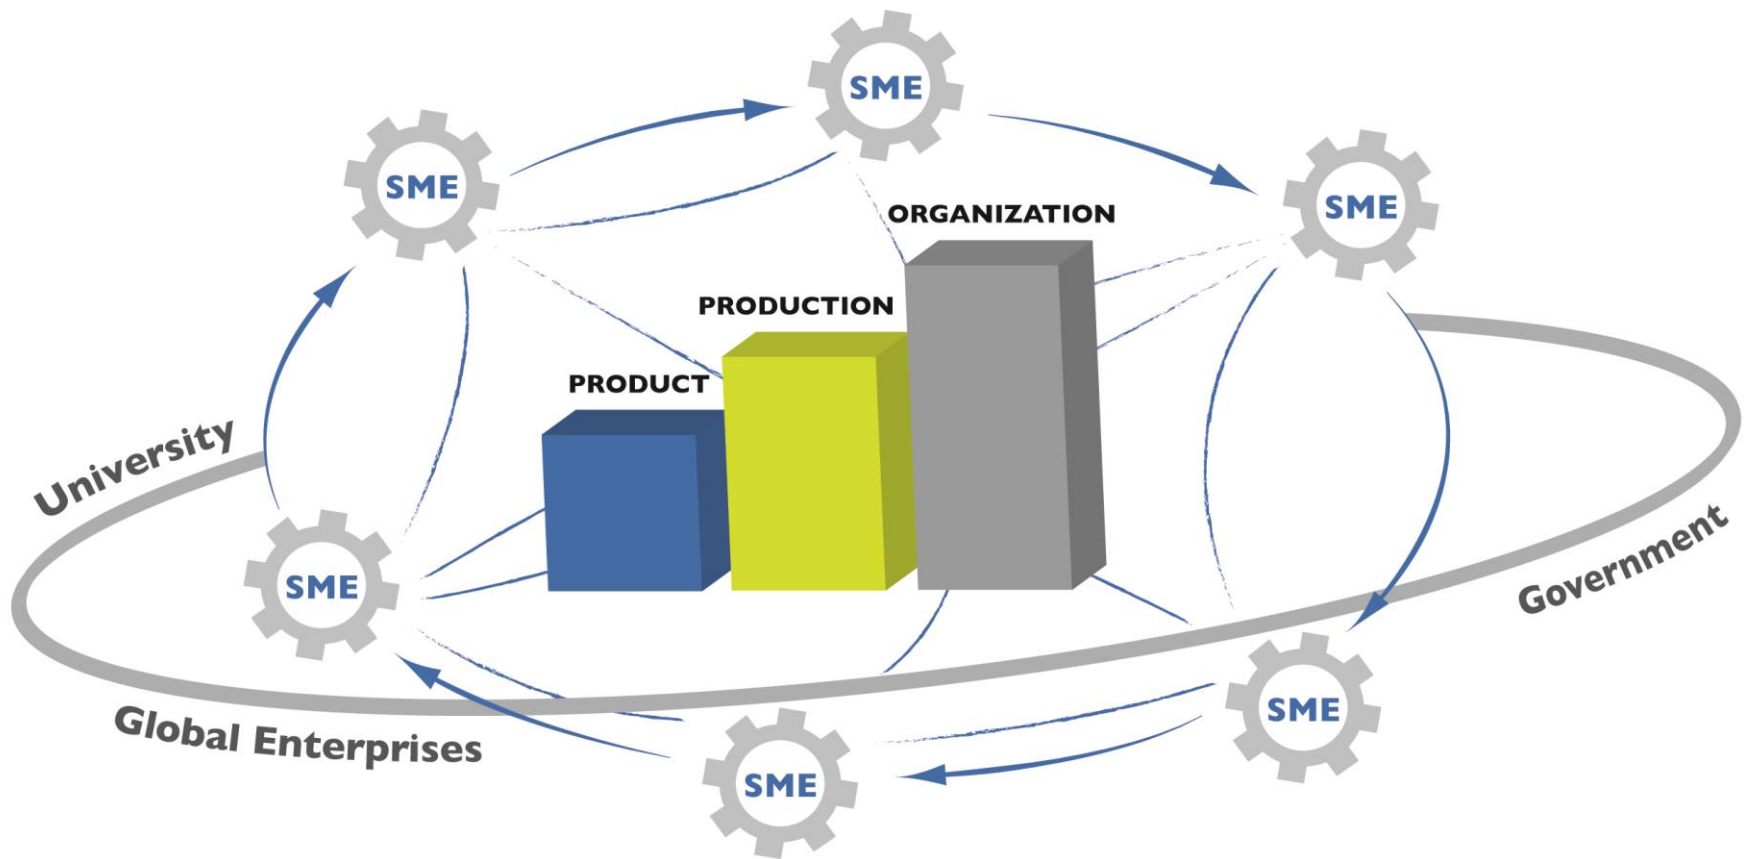 SME
SME
SME
ORGANIZATION
PRODUCTION
PRODUCT
University
Government
SME
SME
Global Enterprises
SME